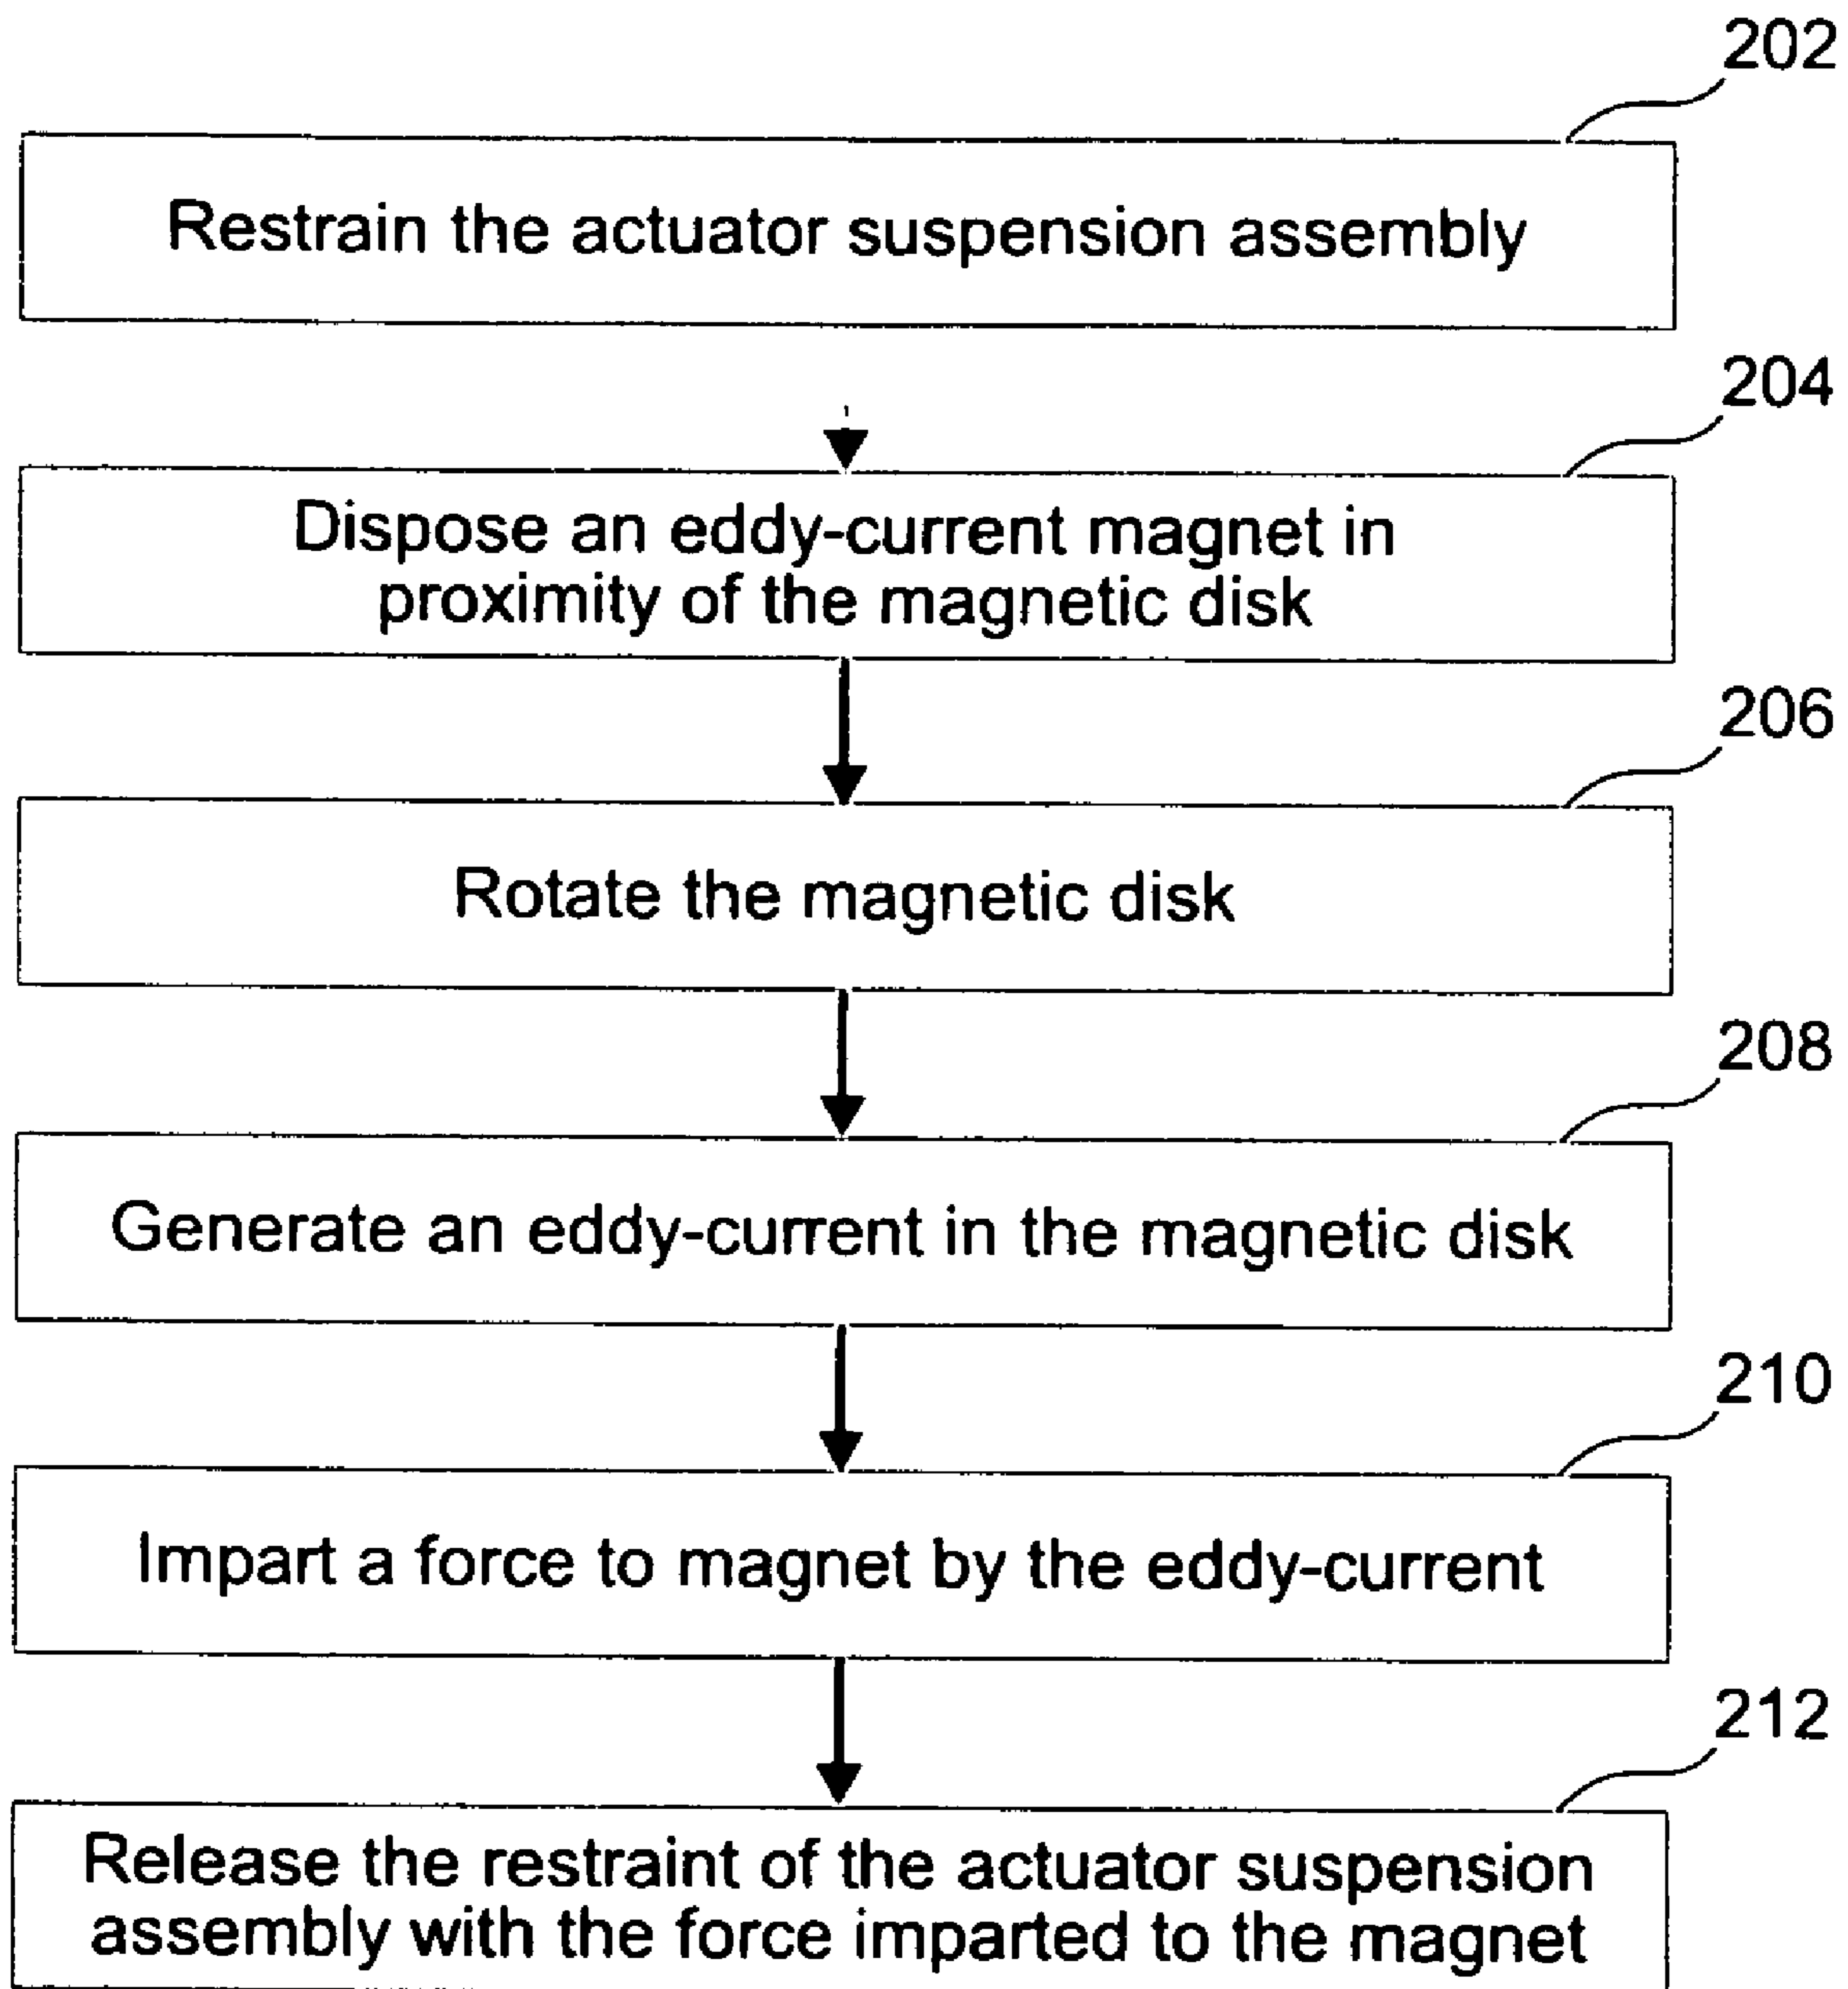 202
Restrain the actuator suspension assembly
204
Dispose an eddy-current magnet in
proximity of the magnetic disk
206
Rotate the magnetic disk
208
Generate an eddy-current in the magnetic disk
210
Impart a force to magnet by the eddy-current
212
Release the restraint of the actuator suspension
assembly with the force imparted to the magnet